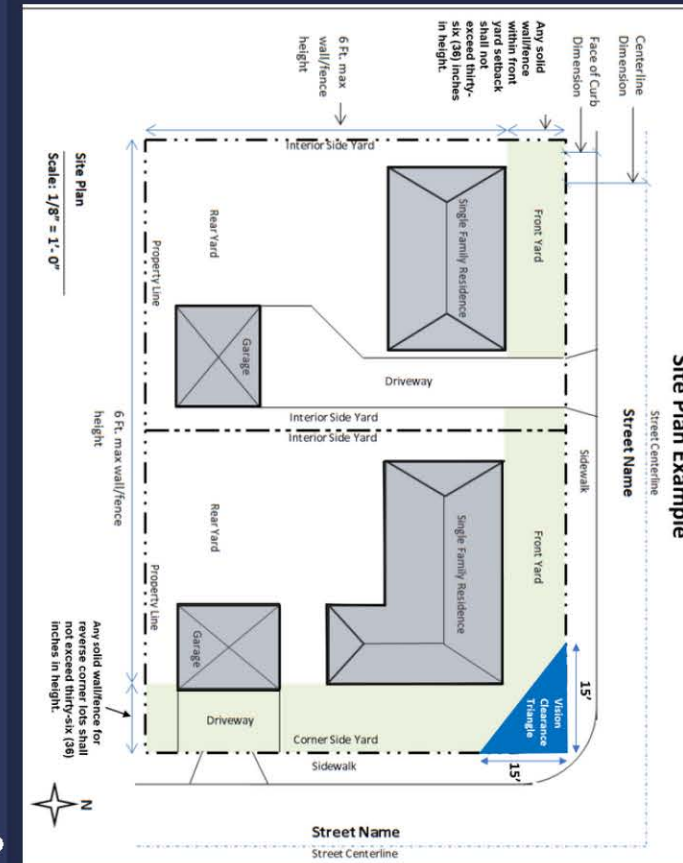 Site Plan Example
Street Centerline
Street Name
Sidewalk
Centerline
Dimension
Face of Curb
Dimension
Any solid
wall/fence
within front
yard setback
shall not
exceed thirty-
six (36) inches
in height.
6 Ft. max
wall/fence
height
Interior Side Yard
Front Yard
Single Family Residence
Rear Yard
Garage
Driveway
Property Line
Interior Side Yard
Interior Side Yard
Front Yard
Single Family Residence
Rear Yard
Garage
Driveway
Property Line
Corner Side Yard
Sidewalk
Vision
Clearance
Triangle
15'
15'
6 Ft. max wall/fence
height
Any solid wall/fence for
reverse corner lots shall
not exceed thirty-six (36)
inches in height.
Street Name
Street Centerline
Site Plan
Scale: 1/8" = 1'- 0"
N